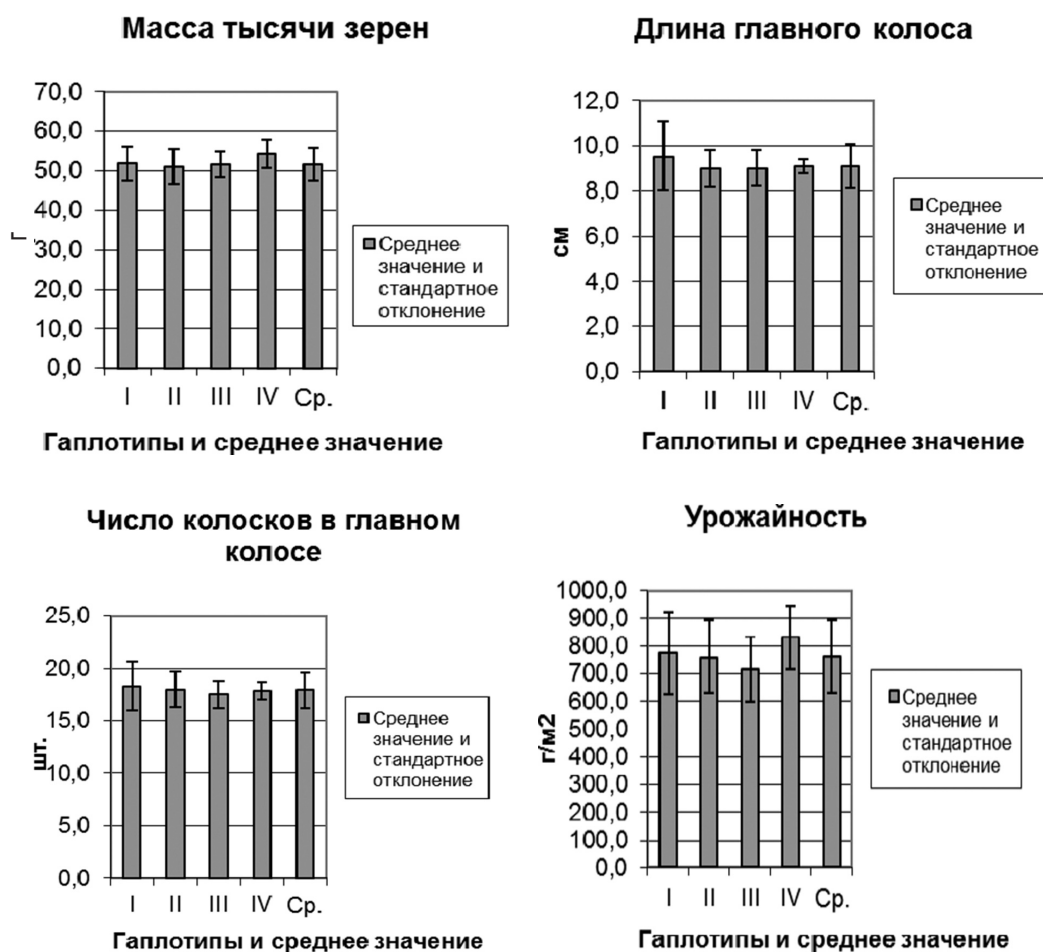 Масса тысячи зерен
70,0
60,0
50,0
40,0
30,0
20,0
10,0
0,0
г
I II III IV Ср.
Гаплотипы и среднее значение
Среднее
значение и
стандартное
отклонение
Длина главного колоса
12,0
10,0
8,0
6,0
4,0
2,0
0,0
см
I II III IV Ср.
Гаплотипы и среднее значение
Среднее
значение и
стандартное
отклонение
Число колосков в главном
колосе
25,0
20,0
15,0
10,0
5,0
0,0
шт.
I II III IV Ср.
Гаплотипы и среднее значение
Среднее
значение и
стандартное
отклонение
Урожайность
1000,0
900,0
800,0
700,0
600,0
500,0
400,0
300,0
200,0
100,0
0,0
г/м2
I II III IV Ср.
Гаплотипы и среднее значение
Среднее
значение и
стандартное
отклонение